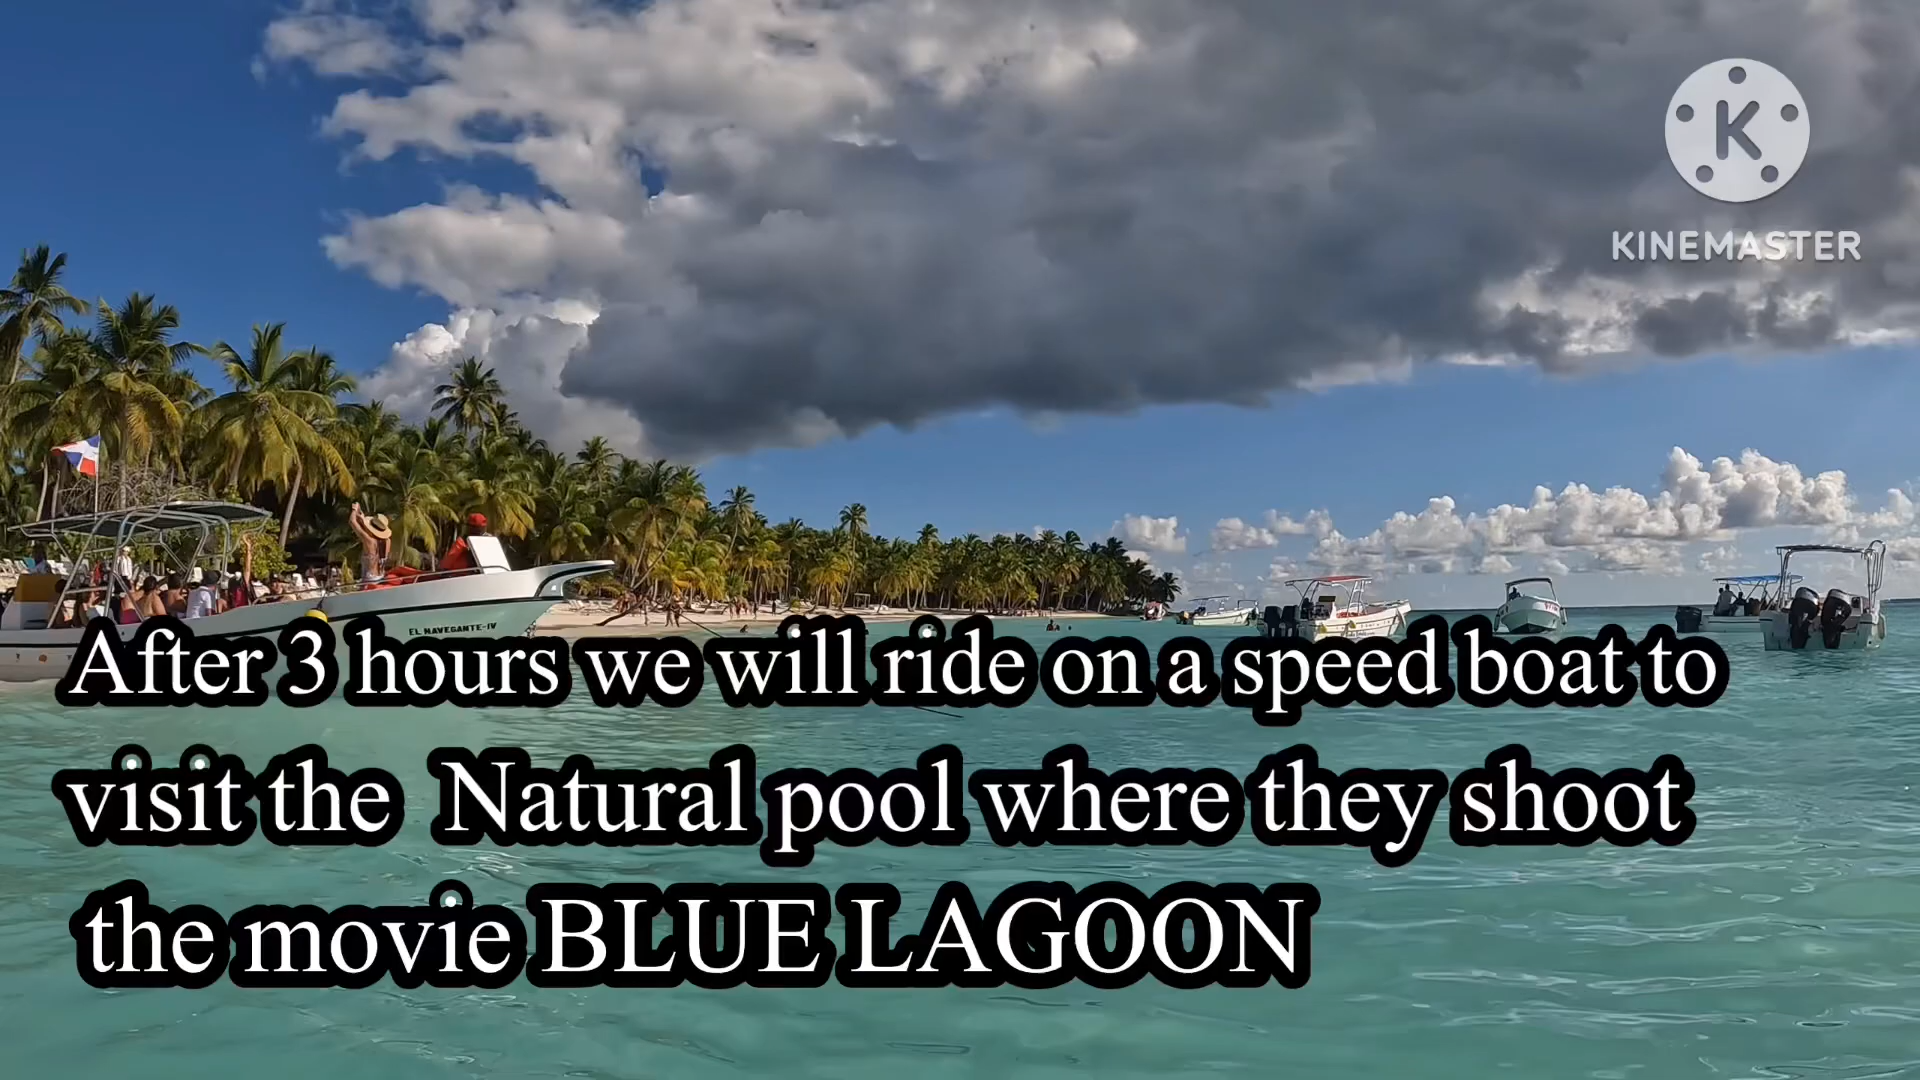 KINEMASTER
EL NAVEGANTE-IV
After 3 hours we will ride on a speed boat to
visit the Natural pool where they shoot
the movie BLUE LAGOON